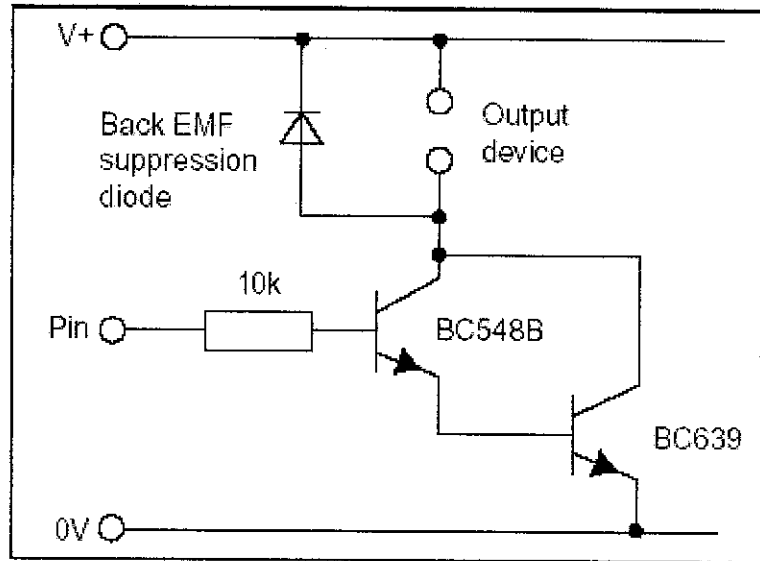 V+
Back EMF
suppression
diode
Output
device
10k
Pin
BC548B
BC639
0V